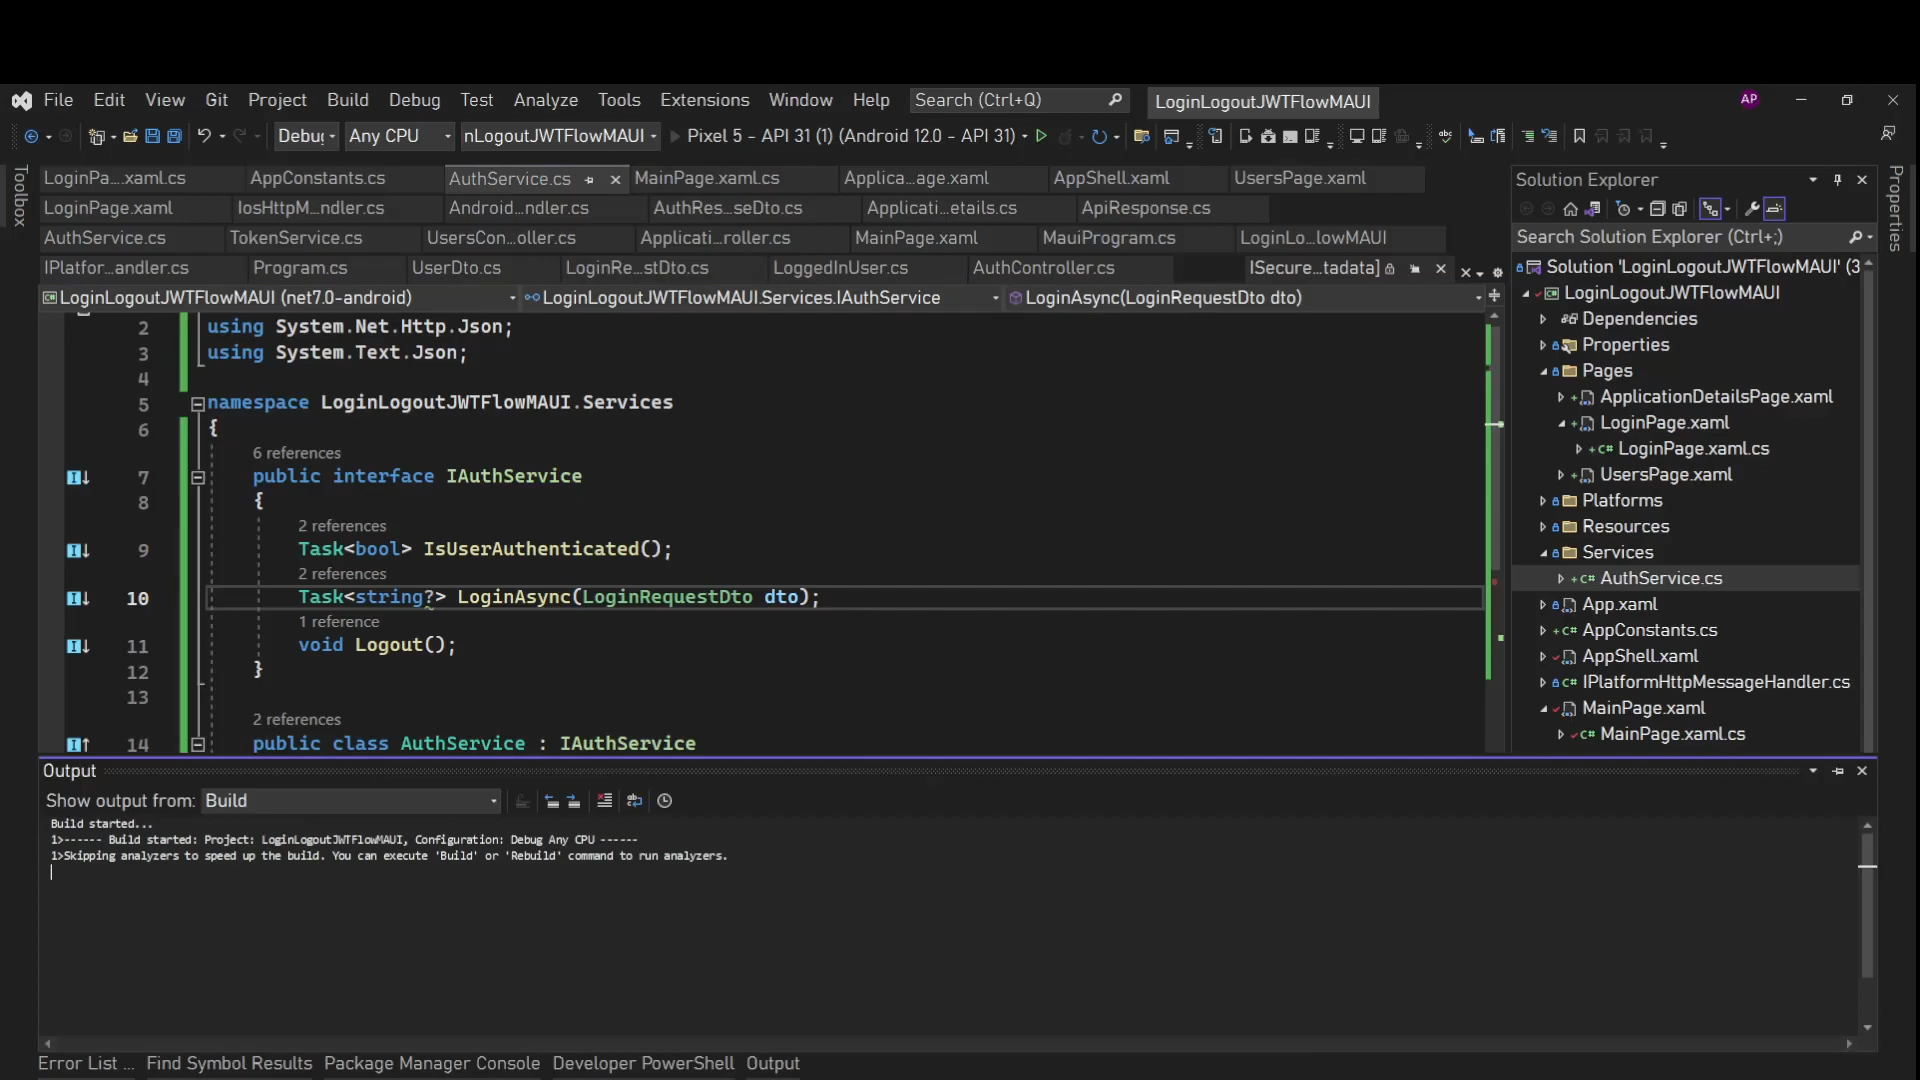 File Edit View Git Project Build Debug Test Analyze Tools Extensions Window Help Search (Ctrl+Q) LoginLogoutJWTFlowMAUI AP
Debug Any CPU nLogoutJWTFlowMAUI Pixel 5 - API 31 (1) (Android 12.0 - API 31)
Toolbox
LoginPa....xaml.cs AppConstants.cs AuthService.cs MainPage.xaml.cs Applica...age.xaml AppShell.xaml UsersPage.xaml
LoginPage.xaml IosHttpM...ndler.cs Android...ndler.cs AuthRes...seDto.cs Applicati...etails.cs ApiResponse.cs
AuthService.cs TokenService.cs UsersCon...oller.cs Applicati...roller.cs MainPage.xaml MauiProgram.cs LoginLo...lowMAUI
IPlatfor...andler.cs Program.cs UserDto.cs LoginRe...stDto.cs LoggedInUser.cs AuthController.cs ISecure...tadata]
LoginLogoutJWTFlowMAUI (net7.0-android) LoginLogoutJWTFlowMAUI.Services.IAuthService LoginAsync(LoginRequestDto dto)
2 using System.Net.Http.Json;
3 using System.Text.Json;
4
5 namespace LoginLogoutJWTFlowMAUI.Services
6 {
6 references
7 public interface IAuthService
8 {
2 references
9 Task<bool> IsUserAuthenticated();
2 references
10 Task<string?> LoginAsync(LoginRequestDto dto);
1 reference
11 void Logout();
12 }
13
2 references
14 public class AuthService : IAuthService
Solution Explorer
Search Solution Explorer (Ctrl+;)
Solution 'LoginLogoutJWTFlowMAUI' (3
LoginLogoutJWTFlowMAUI
Dependencies
Properties
Pages
ApplicationDetailsPage.xaml
LoginPage.xaml
LoginPage.xaml.cs
UsersPage.xaml
Platforms
Resources
Services
AuthService.cs
App.xaml
AppConstants.cs
AppShell.xaml
IPlatformHttpMessageHandler.cs
MainPage.xaml
MainPage.xaml.cs
Properties
Output
Show output from: Build
Build started...
1>------ Build started: Project: LoginLogoutJWTFlowMAUI, Configuration: Debug Any CPU ------
1>Skipping analyzers to speed up the build. You can execute 'Build' or 'Rebuild' command to run analyzers.
Error List ... Find Symbol Results Package Manager Console Developer PowerShell Output